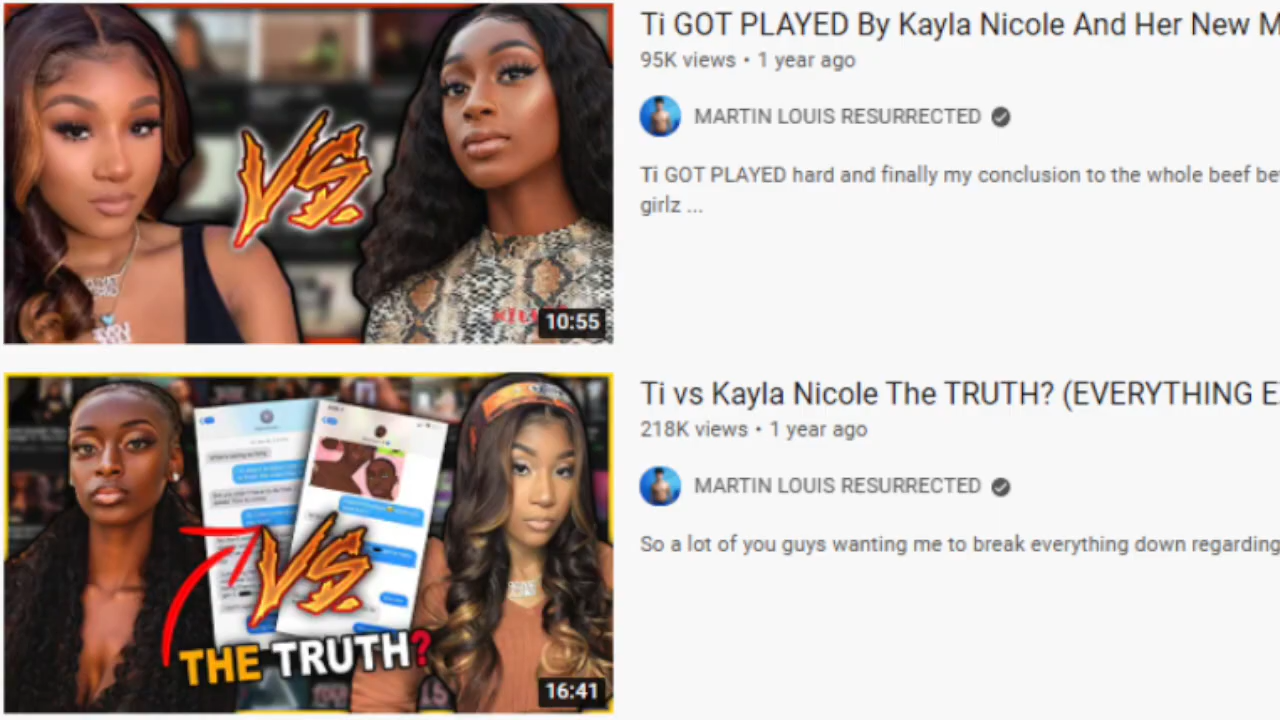 Ti GOT PLAYED By Kayla Nicole And Her New M
95K views • 1 year ago
MARTIN LOUIS RESURRECTED
Ti GOT PLAYED hard and finally my conclusion to the whole beef be
girlz ...
VS.
10:55
Ti vs Kayla Nicole The TRUTH? (EVERYTHING E
218K views • 1 year ago
MARTIN LOUIS RESURRECTED
So a lot of you guys wanting me to break everything down regarding
VS.
THE TRUTH?
16:41